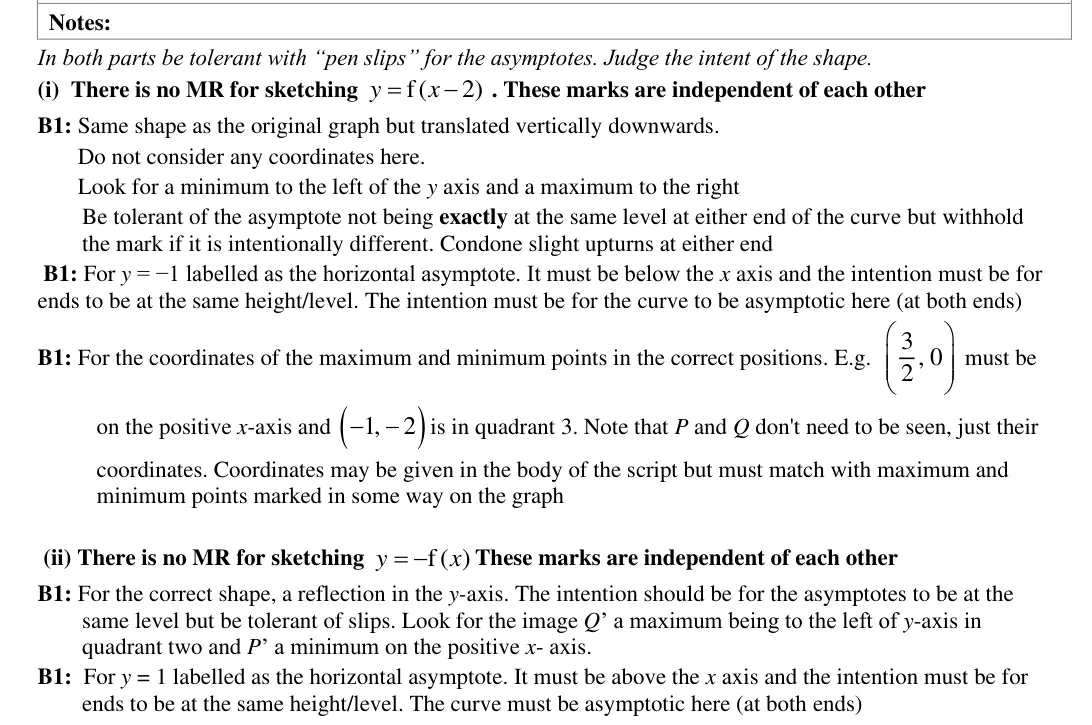 Notes:
In both parts be tolerant with “pen slips” for the asymptotes. Judge the intent of the shape.
(i) There is no MR for sketching y = f(x − 2) . These marks are independent of each other
B1: Same shape as the original graph but translated vertically downwards.
Do not consider any coordinates here.
Look for a minimum to the left of the y axis and a maximum to the right
Be tolerant of the asymptote not being exactly at the same level at either end of the curve but withhold
the mark if it is intentionally different. Condone slight upturns at either end
B1: For y = −1 labelled as the horizontal asymptote. It must be below the x axis and the intention must be for
ends to be at the same height/level. The intention must be for the curve to be asymptotic here (at both ends)
B1: For the coordinates of the maximum and minimum points in the correct positions. E.g. (3/2, 0) must be
on the positive x-axis and (−1, − 2) is in quadrant 3. Note that P and Q don't need to be seen, just their
coordinates. Coordinates may be given in the body of the script but must match with maximum and
minimum points marked in some way on the graph
(ii) There is no MR for sketching y = −f (x) These marks are independent of each other
B1: For the correct shape, a reflection in the y-axis. The intention should be for the asymptotes to be at the
same level but be tolerant of slips. Look for the image Q’ a maximum being to the left of y-axis in
quadrant two and P’ a minimum on the positive x- axis.
B1: For y = 1 labelled as the horizontal asymptote. It must be above the x axis and the intention must be for
ends to be at the same height/level. The curve must be asymptotic here (at both ends)